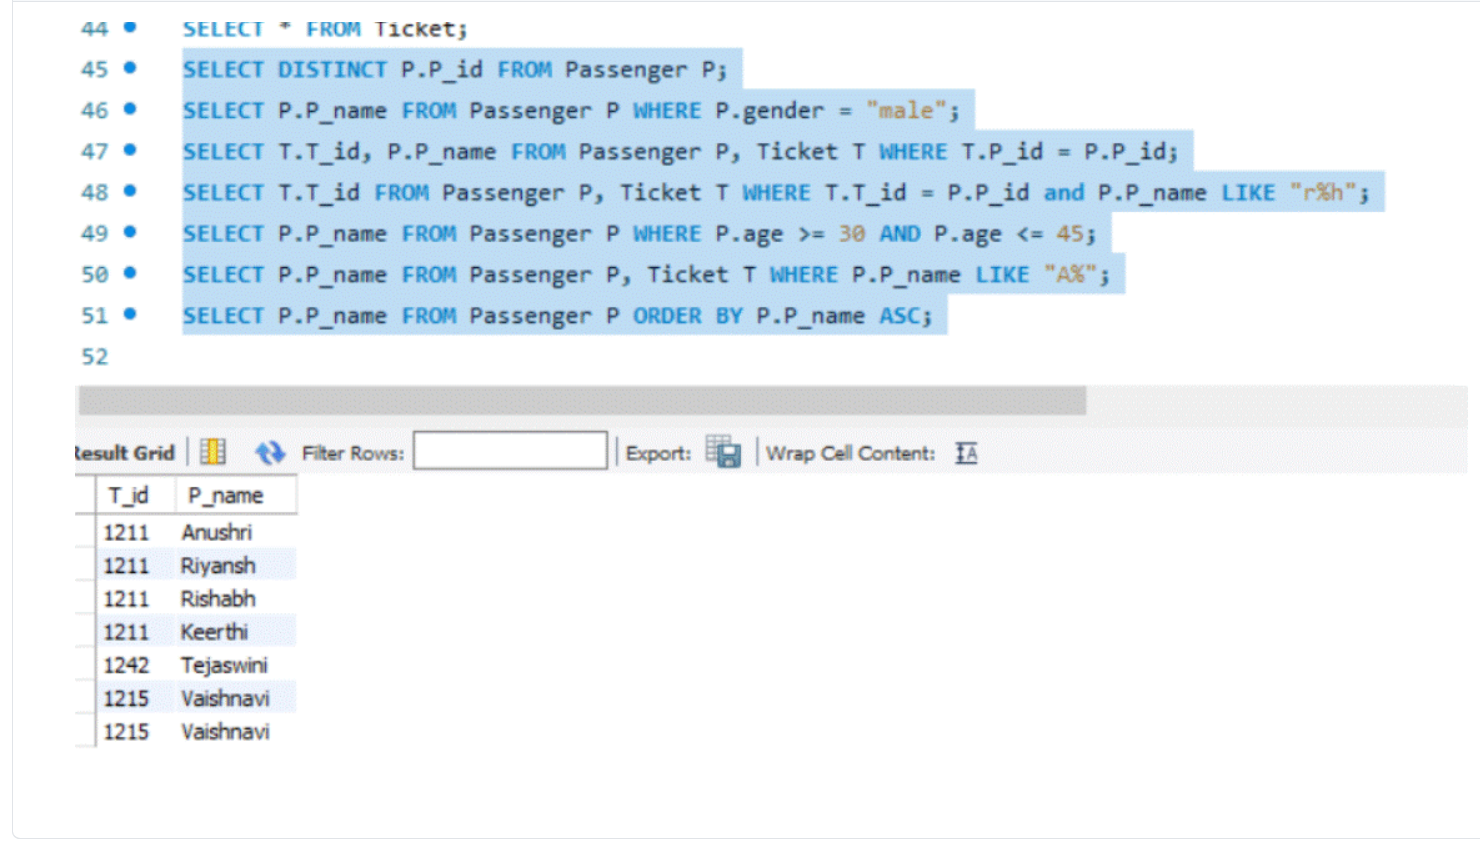 44 SELECT * FROM Ticket;
45 SELECT DISTINCT P.P_id FROM Passenger P;
46 SELECT P.P_name FROM Passenger P WHERE P.gender = "male";
47 SELECT T.T_id, P.P_name FROM Passenger P, Ticket T WHERE T.P_id = P.P_id;
48 SELECT T.T_id FROM Passenger P, Ticket T WHERE T.T_id = P.P_id and P.P_name LIKE "r%h";
49 SELECT P.P_name FROM Passenger P WHERE P.age >= 30 AND P.age <= 45;
50 SELECT P.P_name FROM Passenger P, Ticket T WHERE P.P_name LIKE "A%";
51 SELECT P.P_name FROM Passenger P ORDER BY P.P_name ASC;
52
Result Grid Filter Rows: Export: Wrap Cell Content: IA
T_id P_name
1211 Anushri
1211 Riyansh
1211 Rishabh
1211 Keerthi
1242 Tejaswini
1215 Vaishnavi
1215 Vaishnavi